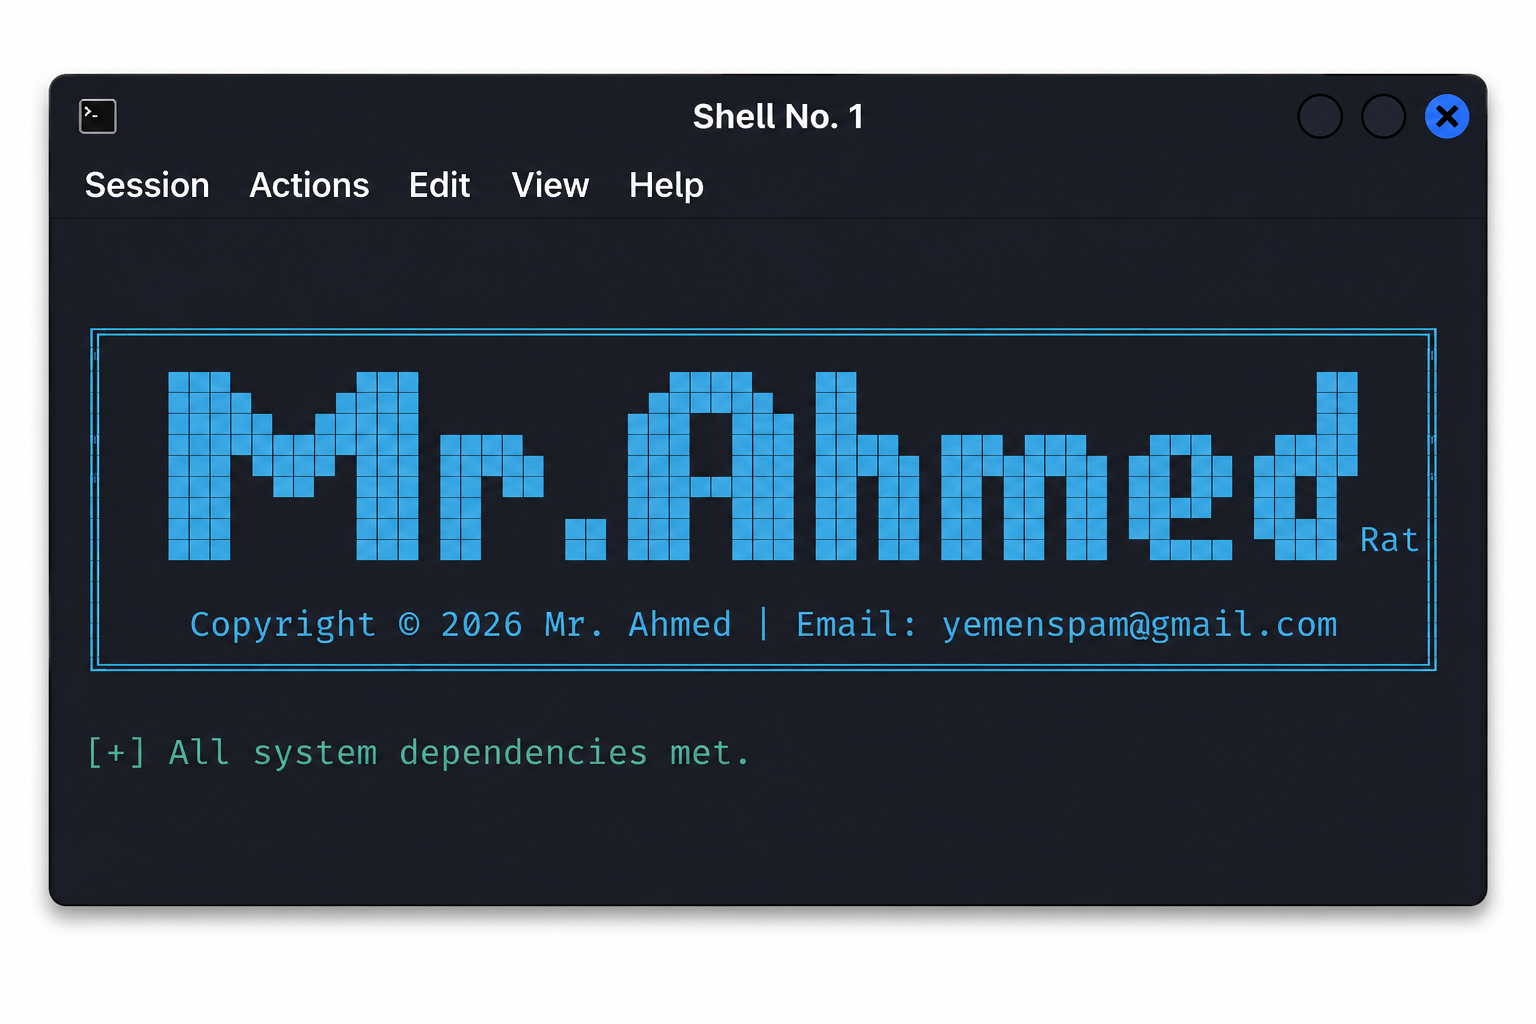 Shell No. 1
Session Actions Edit View Help
Mr.Ahmed Rat
Copyright © 2026 Mr. Ahmed | Email: yemenspam@gmail.com
[+] All system dependencies met.